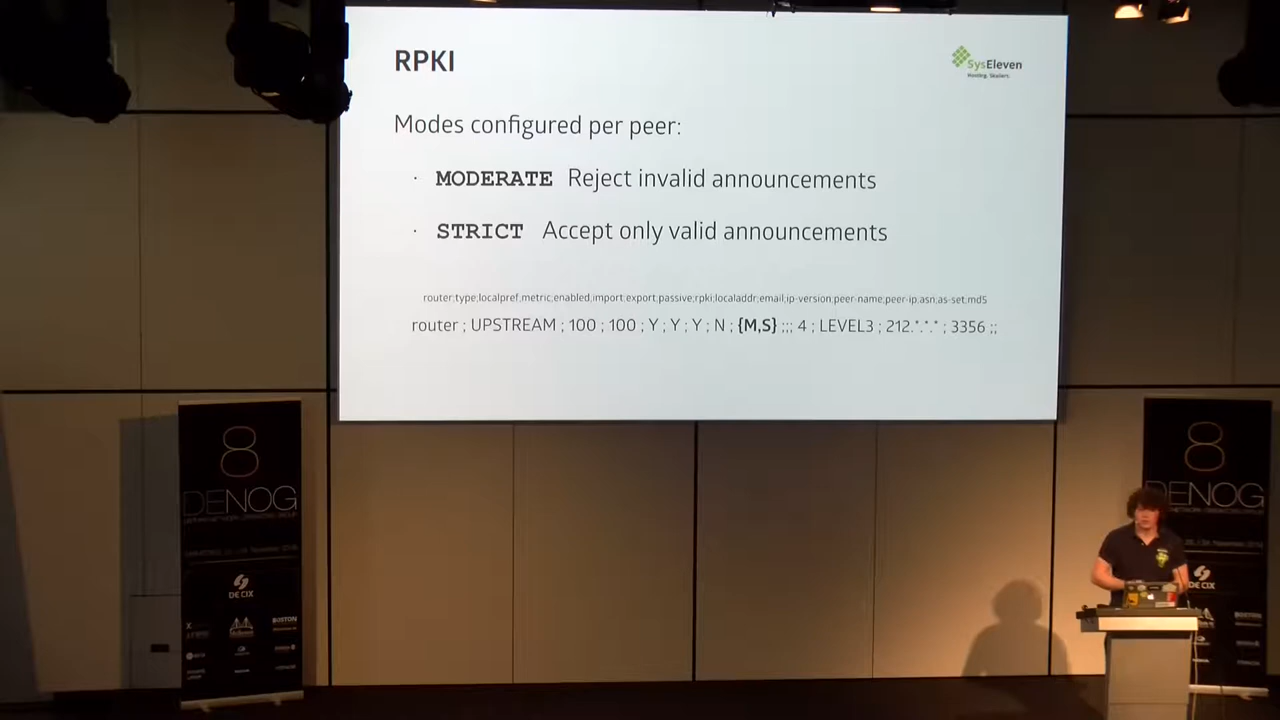 RPKI
SysEleven
Hosting. Skaliert.
Modes configured per peer:
· MODERATE Reject invalid announcements
· STRICT Accept only valid announcements
router;type;localpref;metric;enabled;import;export;passive;rpki;localaddr;email;ip-version;peer-name;peer-ip;asn;as-set;md5
router ; UPSTREAM ; 100 ; 100 ; Y ; Y ; Y ; N ; {M,S} ;;; 4 ; LEVEL3 ; 212.*.*.* ; 3356 ;;
8
DENOG
DE CIX
BOSTON
8
DENOG
CIX